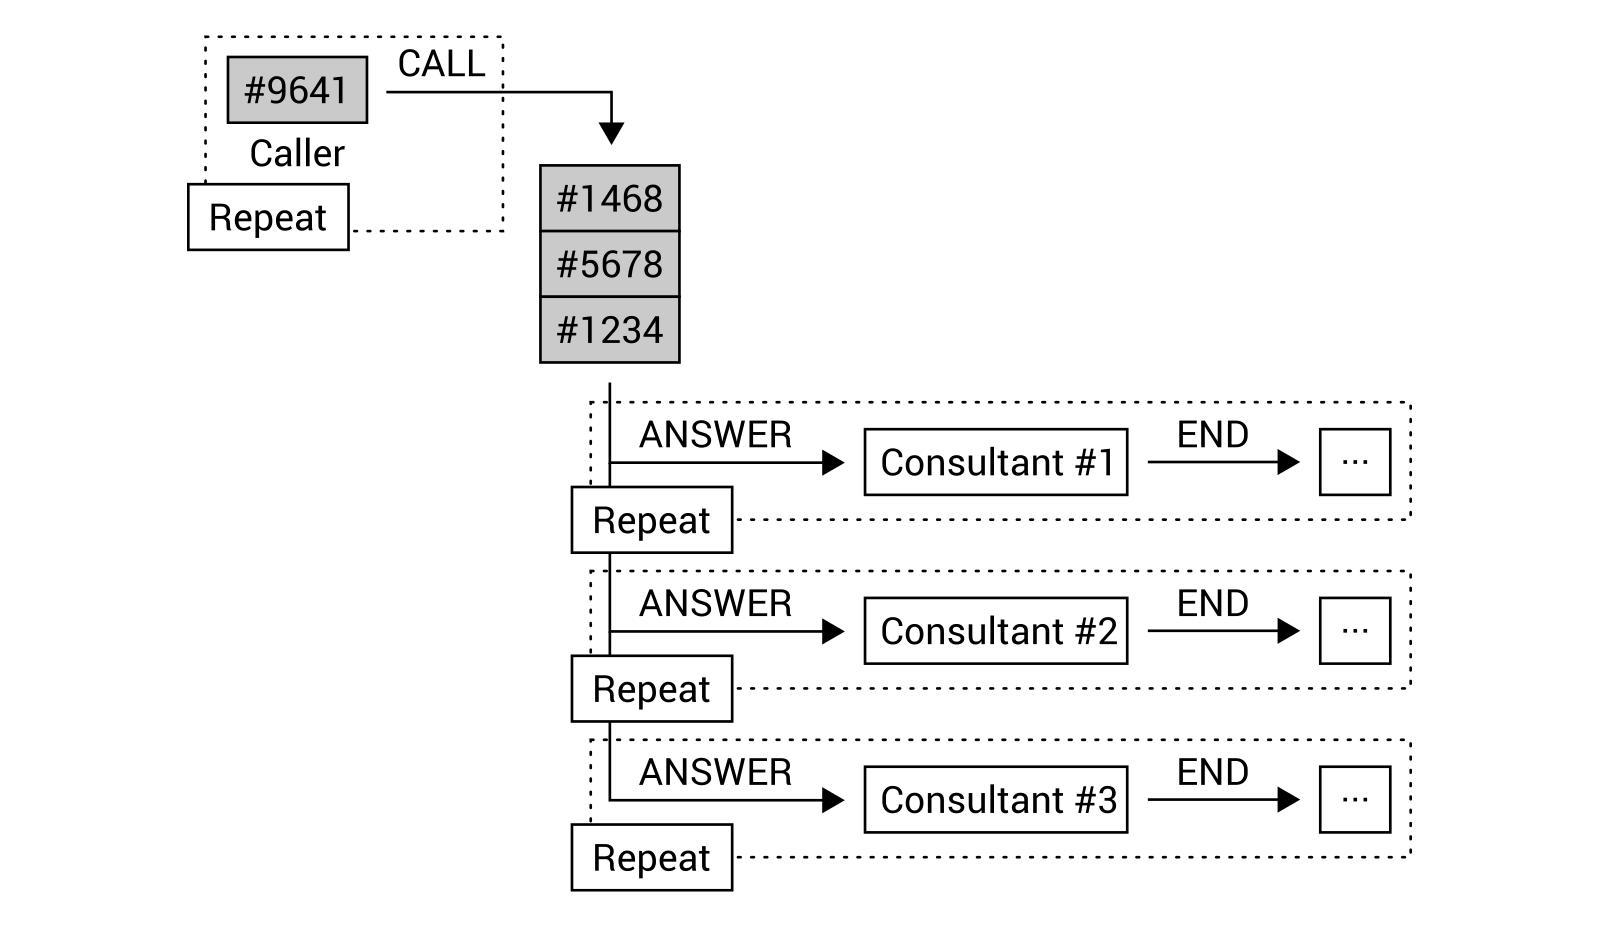 CALL
#9641
Caller
Repeat
#1468
#5678
#1234
ANSWER
Consultant #1
END
...
Repeat
ANSWER
Consultant #2
END
...
Repeat
ANSWER
Consultant #3
END
...
Repeat